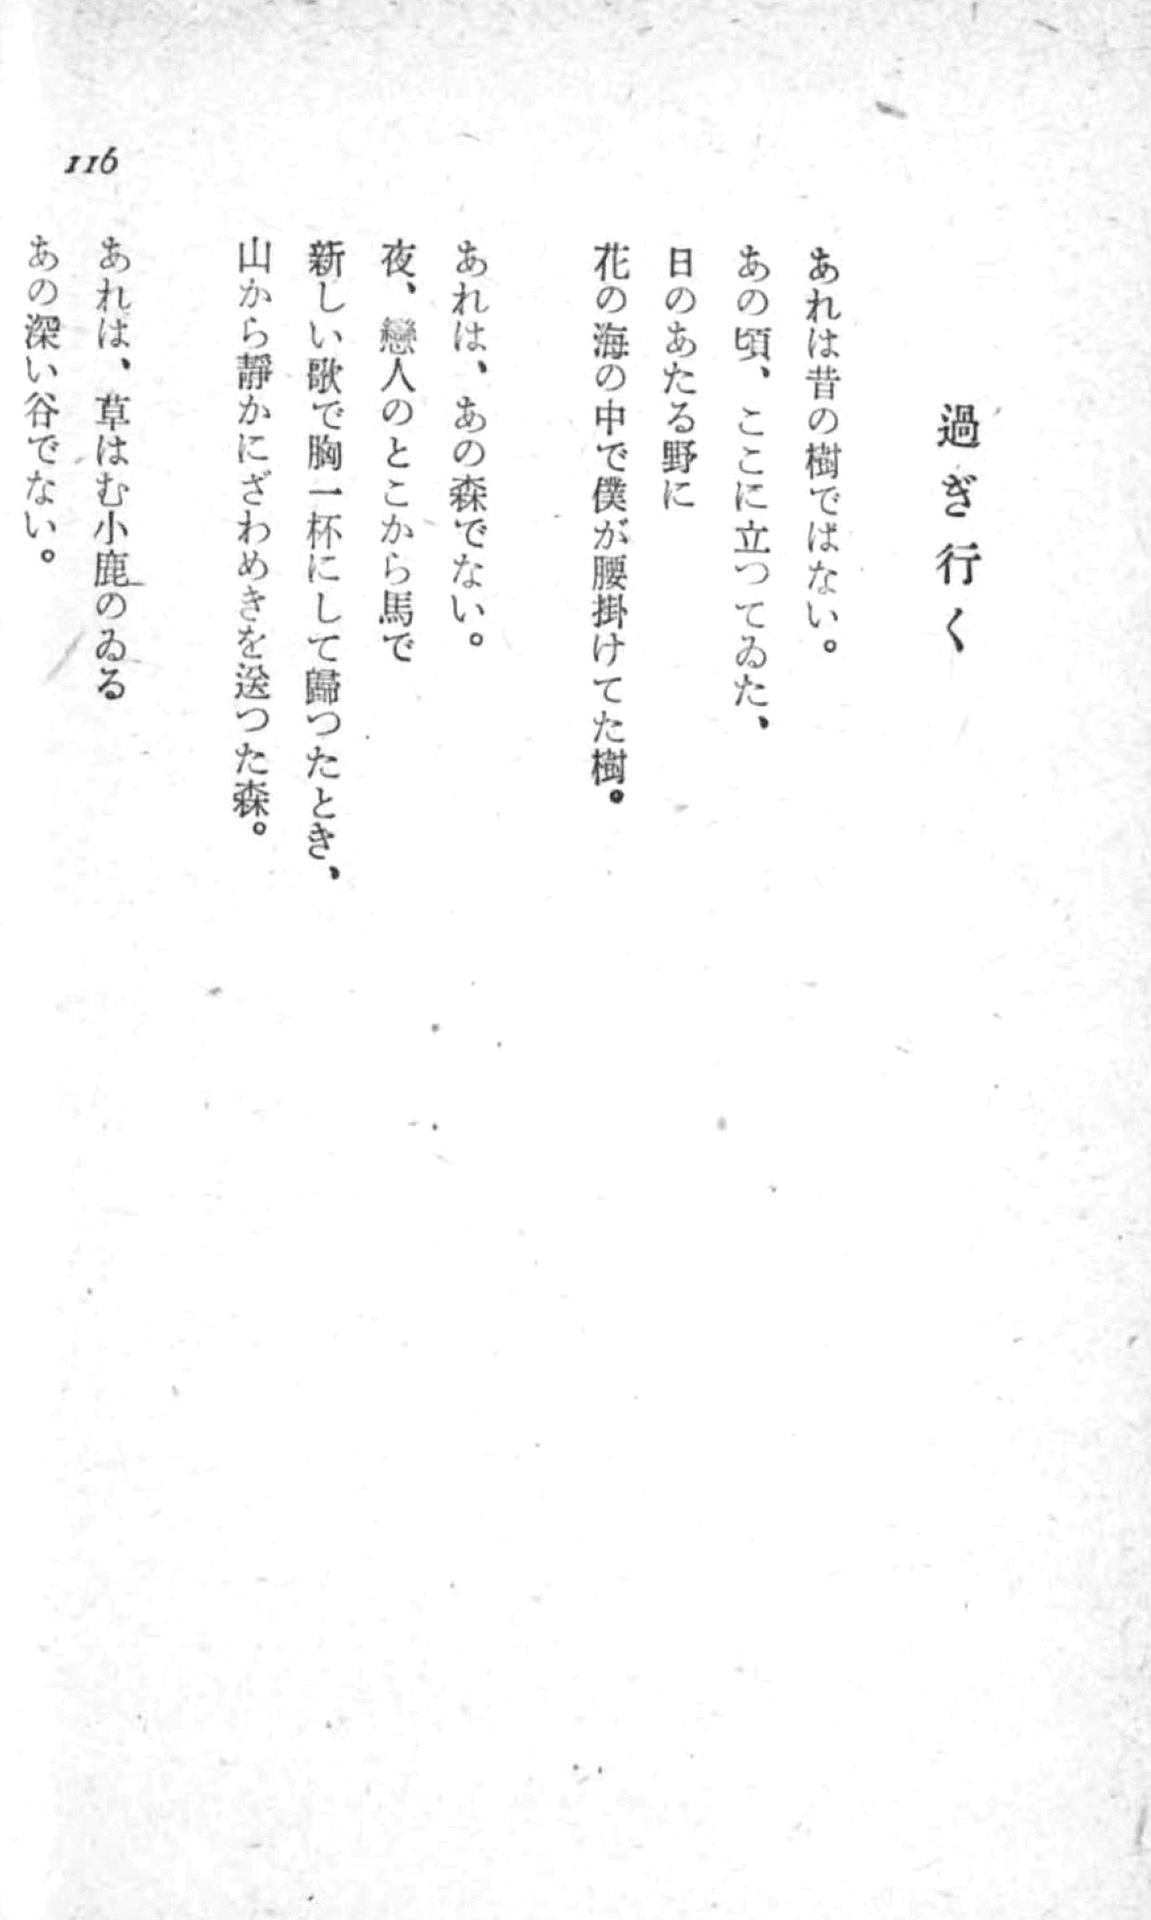 過ぎ行く
あれは昔の樹ではない。
あの頃、ここに立つてゐた、
日のあたる野に
花の海の中で僕が腰掛けてた樹。
あれは、あの森でない。
夜、戀人のとこから馬で
新しい歌で胸一杯にして歸つたとき、
山から靜かにざわめきを送つた森。
あれは、草はむ小鹿のゐる
あの深い谷でない。
116